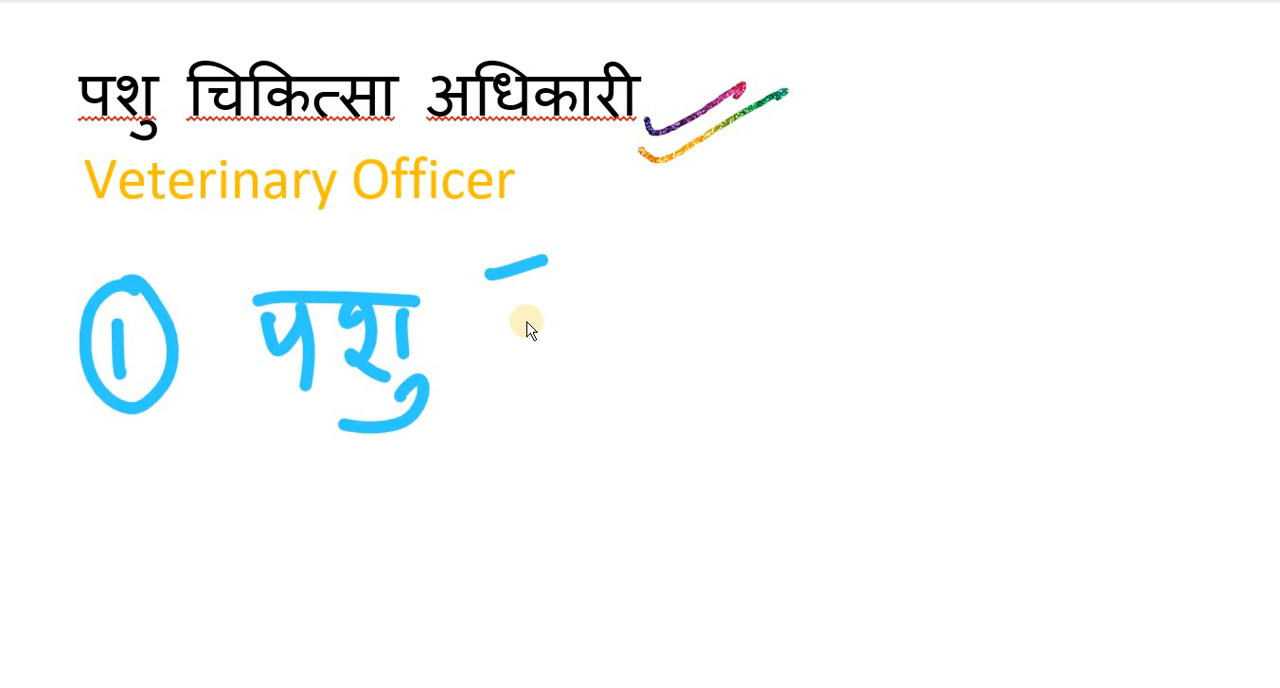 पशु चिकित्सा अधिकारी
Veterinary Officer
1 पशु